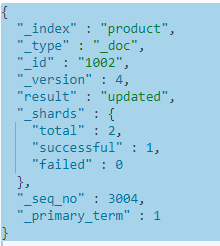 {
  "_index" : "product",
  "_type" : "_doc",
  "_id" : "1002",
  "_version" : 4,
  "result" : "updated",
  "_shards" : {
    "total" : 2,
    "successful" : 1,
    "failed" : 0
  },
  "_seq_no" : 3004,
  "_primary_term" : 1
}